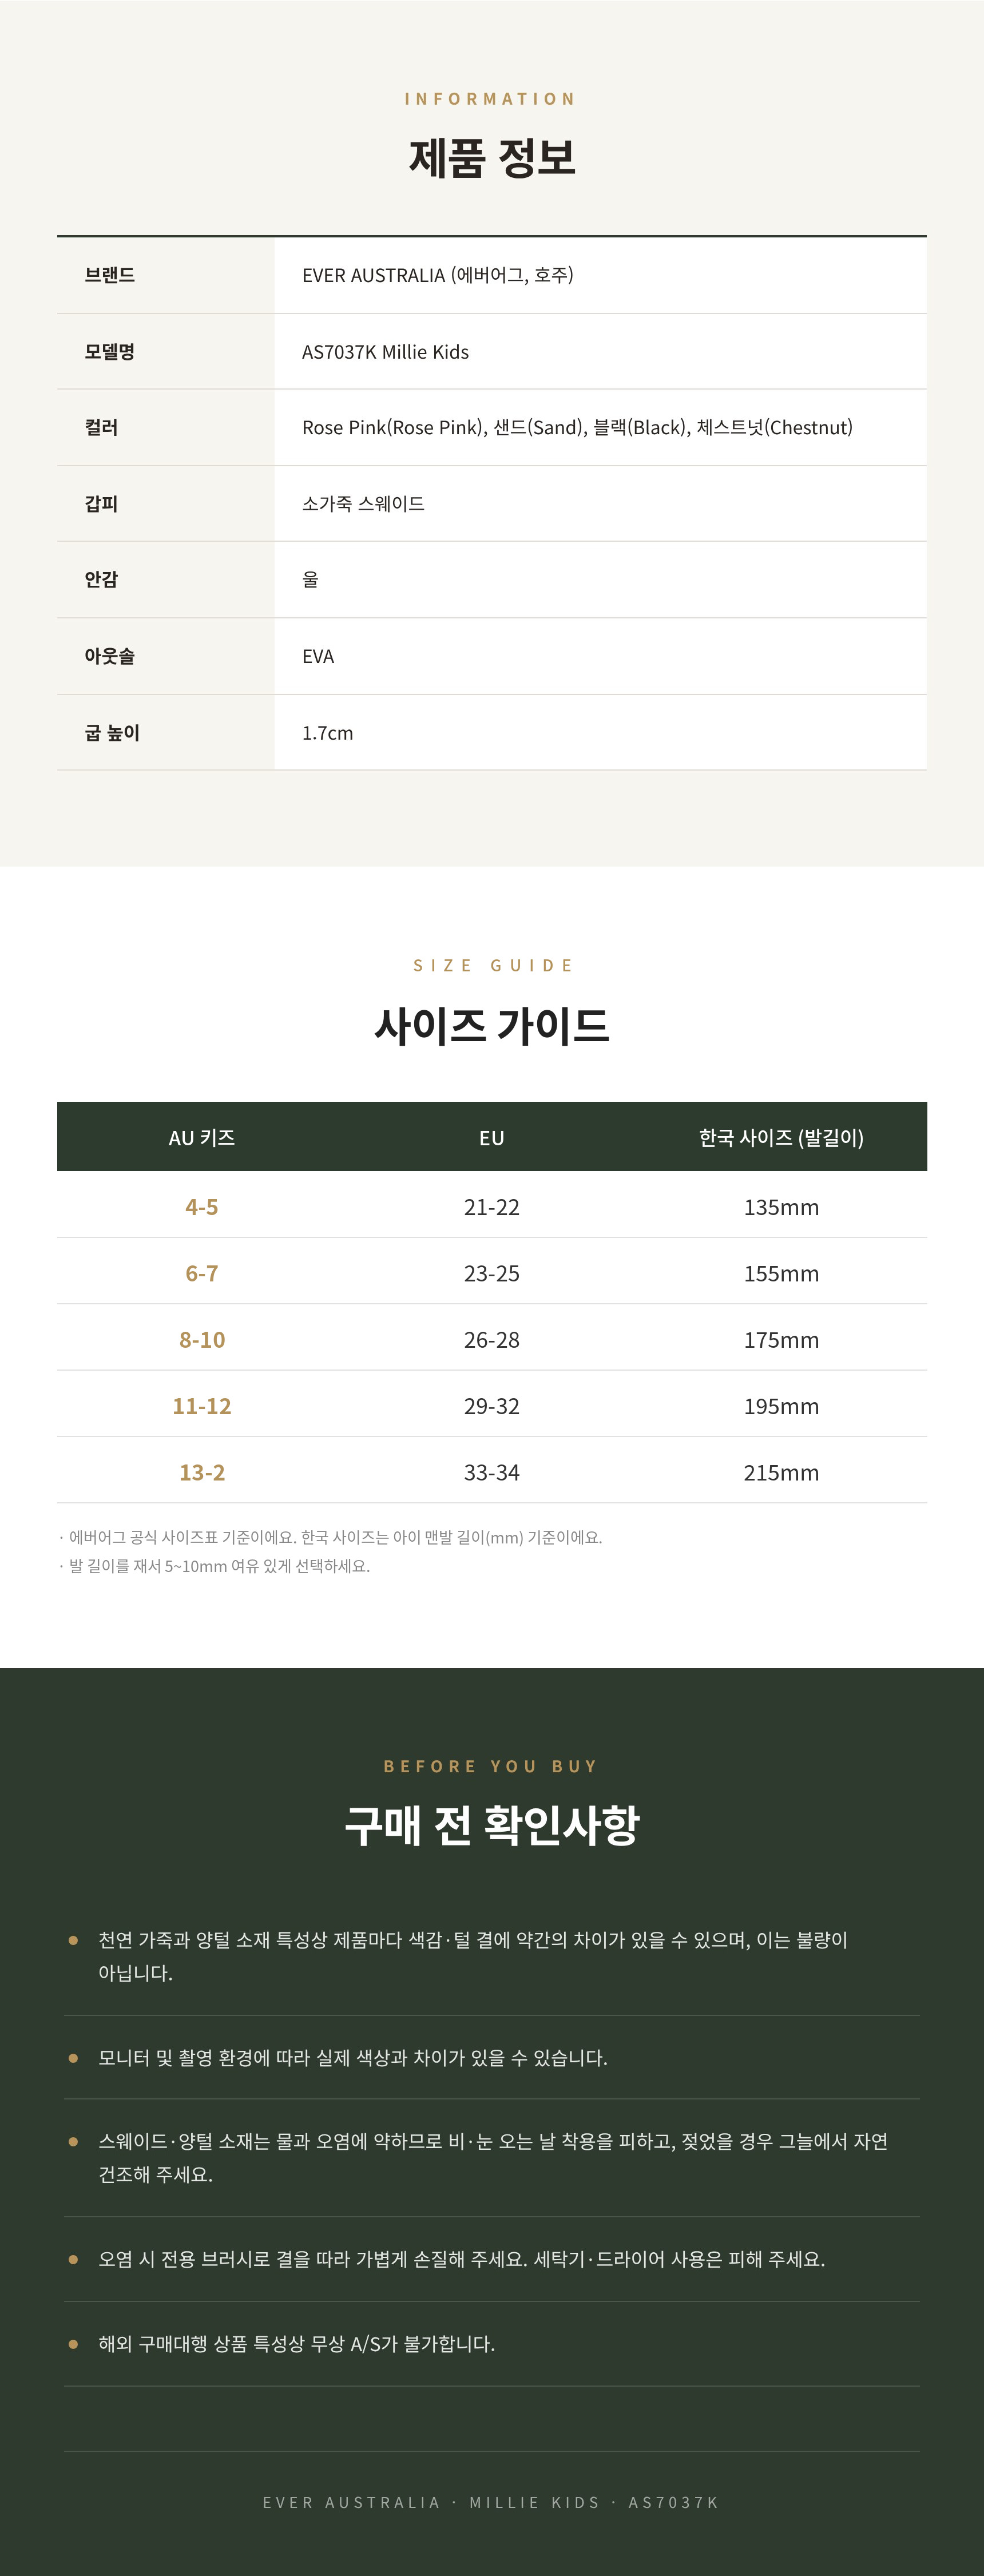 INFORMATION
제품 정보
브랜드 EVER AUSTRALIA (에버어그, 호주)
모델명 AS7037K Millie Kids
컬러 Rose Pink(Rose Pink), 샌드(Sand), 블랙(Black), 체스트넛(Chestnut)
갑피 소가죽 스웨이드
안감 울
아웃솔 EVA
굽 높이 1.7cm
SIZE GUIDE
사이즈 가이드
AU 키즈 EU 한국 사이즈 (발길이)
4-5 21-22 135mm
6-7 23-25 155mm
8-10 26-28 175mm
11-12 29-32 195mm
13-2 33-34 215mm
· 에버어그 공식 사이즈표 기준이에요. 한국 사이즈는 아이 맨발 길이(mm) 기준이에요.
· 발 길이를 재서 5~10mm 여유 있게 선택하세요.
BEFORE YOU BUY
구매 전 확인사항
천연 가죽과 양털 소재 특성상 제품마다 색감·털 결에 약간의 차이가 있을 수 있으며, 이는 불량이
아닙니다.
모니터 및 촬영 환경에 따라 실제 색상과 차이가 있을 수 있습니다.
스웨이드·양털 소재는 물과 오염에 약하므로 비·눈 오는 날 착용을 피하고, 젖었을 경우 그늘에서 자연
건조해 주세요.
오염 시 전용 브러시로 결을 따라 가볍게 손질해 주세요. 세탁기·드라이어 사용은 피해 주세요.
해외 구매대행 상품 특성상 무상 A/S가 불가합니다.
EVER AUSTRALIA · MILLIE KIDS · AS7037K